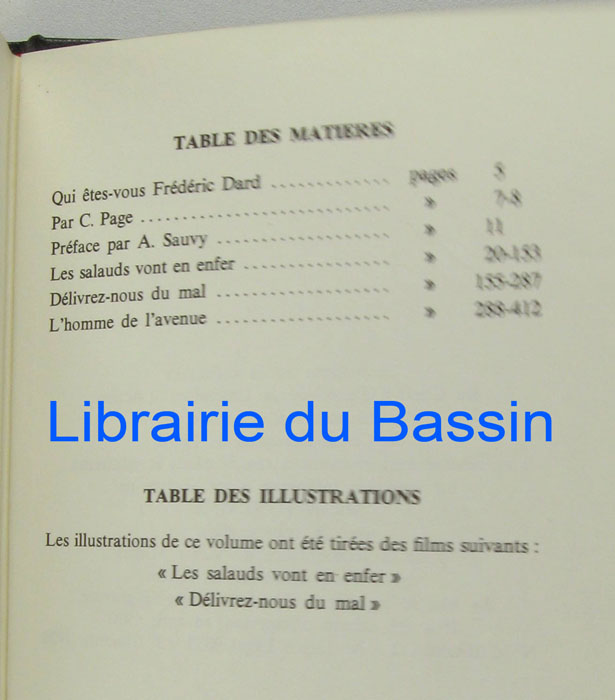 TABLE DES MATIERES
Qui êtes-vous Frédéric Dard .............. pages 5
Par C. Page ............................. » 7-8
Préface par A. Sauvy .................... » 11
Les salauds vont en enfer ................ » 20-153
Délivrez-nous du mal .................... » 155-287
L'homme de l'avenue .................... » 288-412
Librairie du Bassin
TABLE DES ILLUSTRATIONS
Les illustrations de ce volume ont été tirées des films suivants :
« Les salauds vont en enfer »
« Délivrez-nous du mal »